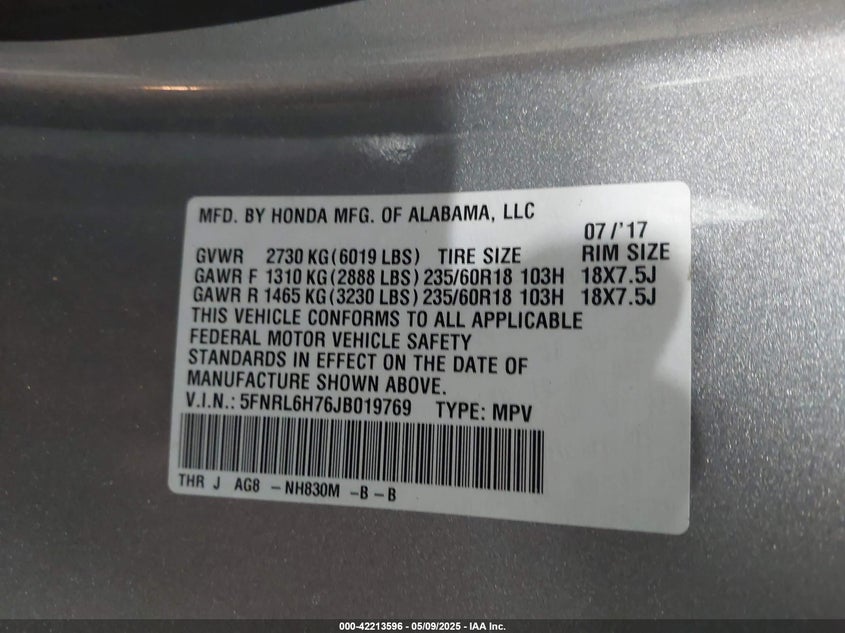 MFD. BY HONDA MFG. OF ALABAMA, LLC
07/'17
GVWR 2730 KG(6019 LBS) TIRE SIZE RIM SIZE
GAWR F 1310 KG(2888 LBS) 235/60R18 103H 18X7.5J
GAWR R 1465 KG(3230 LBS) 235/60R18 103H 18X7.5J
THIS VEHICLE CONFORMS TO ALL APPLICABLE
FEDERAL MOTOR VEHICLE SAFETY
STANDARDS IN EFFECT ON THE DATE OF
MANUFACTURE SHOWN ABOVE.
V.I.N.: 5FNRL6H76JB019769 TYPE: MPV
THR J AG8 - NH830M -B - B
000-42213596 - 05/09/2025 - IAA Inc.